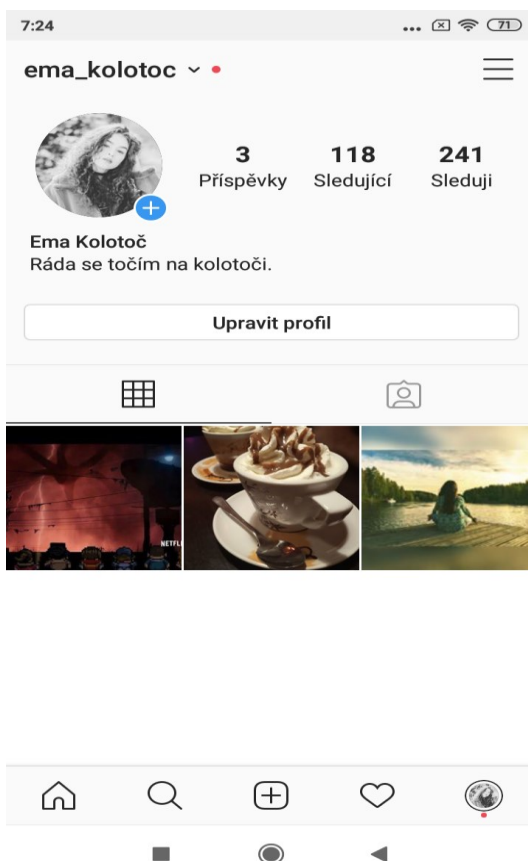 7:24
71
ema_kolotoc
3 118 241
Příspěvky Sledující Sleduji
Ema Kolotoč
Ráda se točím na kolotoči.
Upravit profil